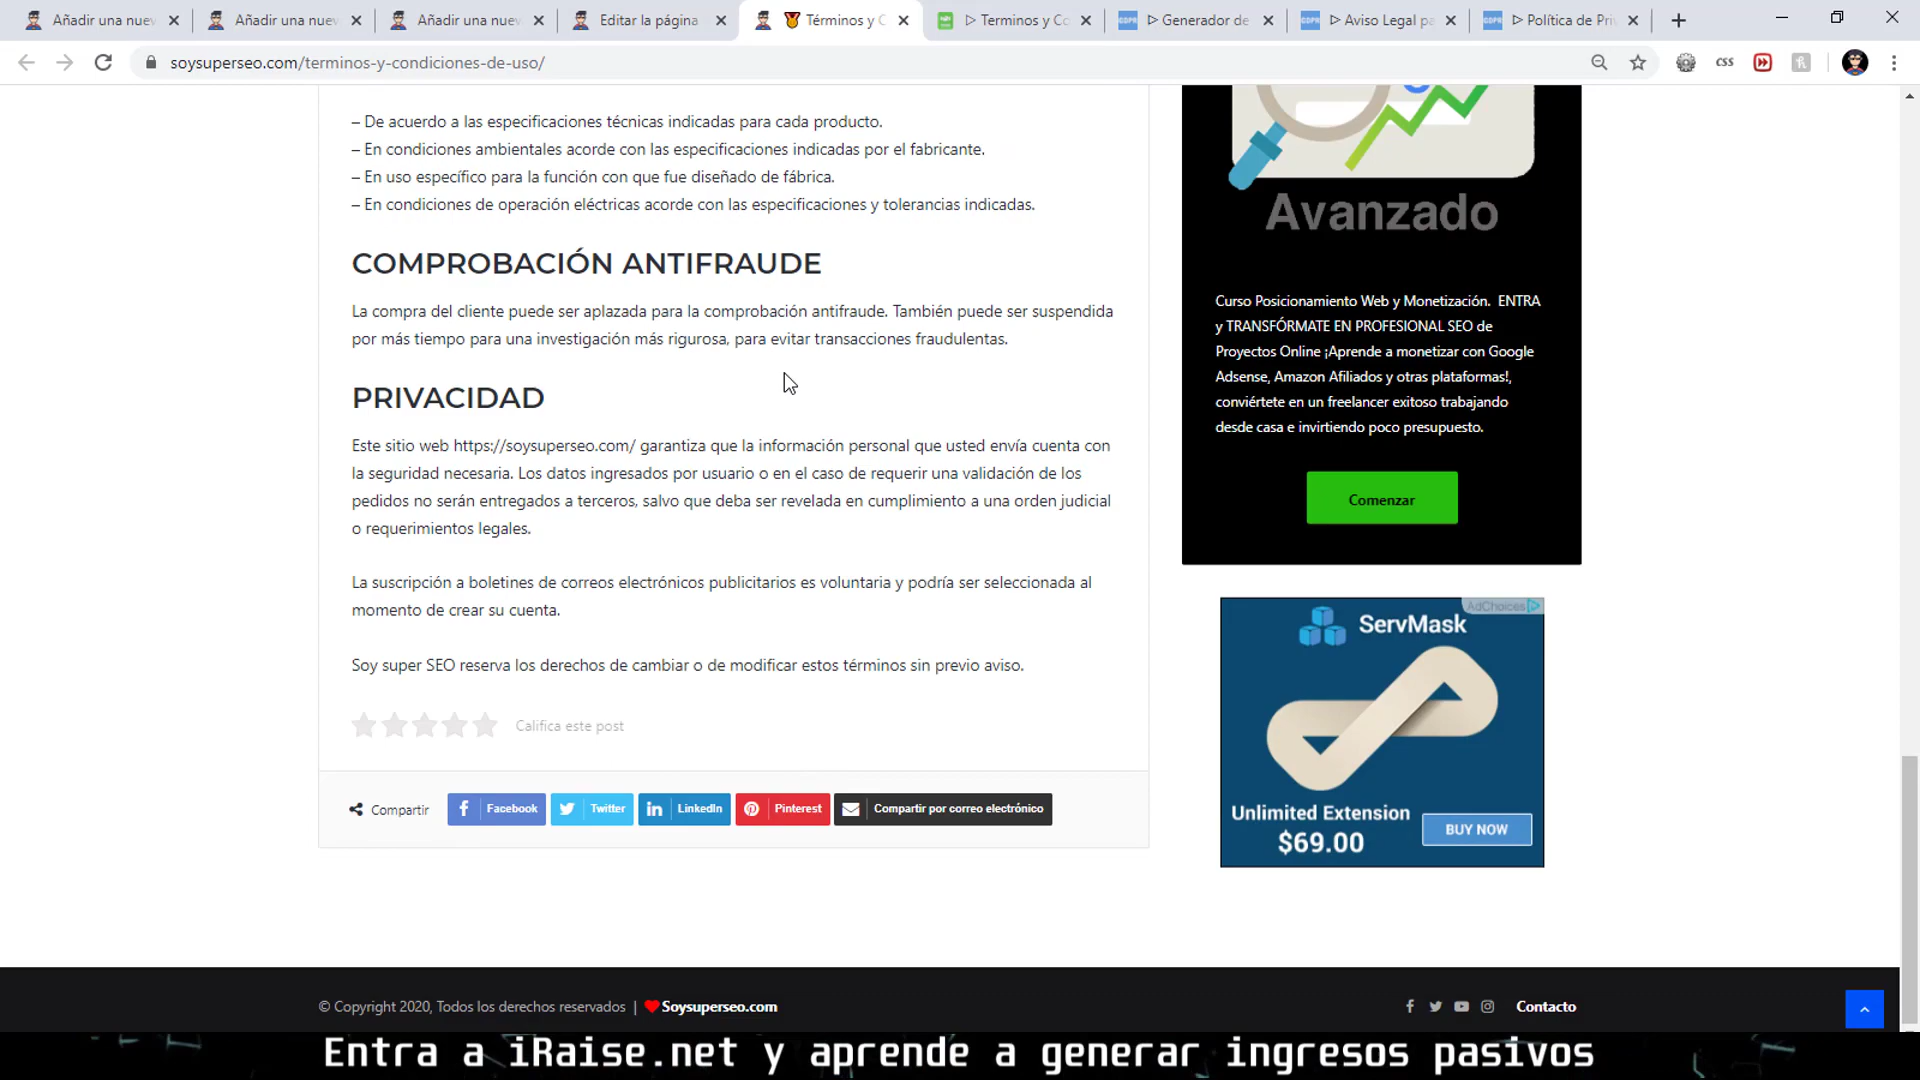 Añadir una nuev
Añadir una nuev
Añadir una nuev
Editar la página
Términos y C
▷ Terminos y Co
▷ Generador de
▷ Aviso Legal pa
▷ Política de Pri
soysuperseo.com/terminos-y-condiciones-de-uso/
css
– De acuerdo a las especificaciones técnicas indicadas para cada producto.
– En condiciones ambientales acorde con las especificaciones indicadas por el fabricante.
– En uso específico para la función con que fue diseñado de fábrica.
– En condiciones de operación eléctricas acorde con las especificaciones y tolerancias indicadas.
COMPROBACIÓN ANTIFRAUDE
La compra del cliente puede ser aplazada para la comprobación antifraude. También puede ser suspendida
por más tiempo para una investigación más rigurosa, para evitar transacciones fraudulentas.
PRIVACIDAD
Este sitio web https://soysuperseo.com/ garantiza que la información personal que usted envía cuenta con
la seguridad necesaria. Los datos ingresados por usuario o en el caso de requerir una validación de los
pedidos no serán entregados a terceros, salvo que deba ser revelada en cumplimiento a una orden judicial
o requerimientos legales.
La suscripción a boletines de correos electrónicos publicitarios es voluntaria y podría ser seleccionada al
momento de crear su cuenta.
Soy super SEO reserva los derechos de cambiar o de modificar estos términos sin previo aviso.
Califica este post
Compartir
Facebook
Twitter
LinkedIn
Pinterest
Compartir por correo electrónico
Avanzado
Curso Posicionamiento Web y Monetización. ENTRA
y TRANSFÓRMATE EN PROFESIONAL SEO de
Proyectos Online ¡Aprende a monetizar con Google
Adsense, Amazon Afiliados y otras plataformas!,
conviértete en un freelancer exitoso trabajando
desde casa e invirtiendo poco presupuesto.
Comenzar
AdChoices
ServMask
Unlimited Extension
$69.00
BUY NOW
© Copyright 2020, Todos los derechos reservados | ❤Soysuperseo.com
Contacto
Entra a iRaise.net y aprende a generar ingresos pasivos